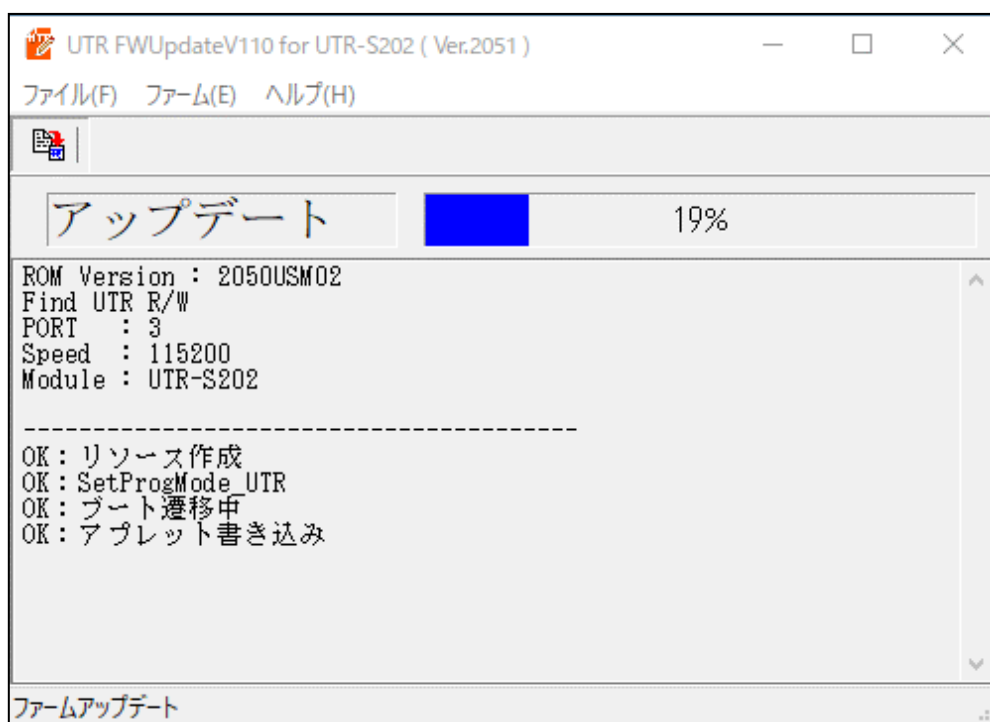 UTR FWUpdateV110 for UTR-S202 ( Ver.2051 )
ファイル(F) ファーム(E) ヘルプ(H)
アップデート 19%
ROM Version : 2050USM02
Find UTR R/W
PORT : 3
Speed : 115200
Module : UTR-S202
----------------------------------------
OK：リソース作成
OK：SetProgMode_UTR
OK：ブート遷移中
OK：アプレット書き込み
ファームアップデート